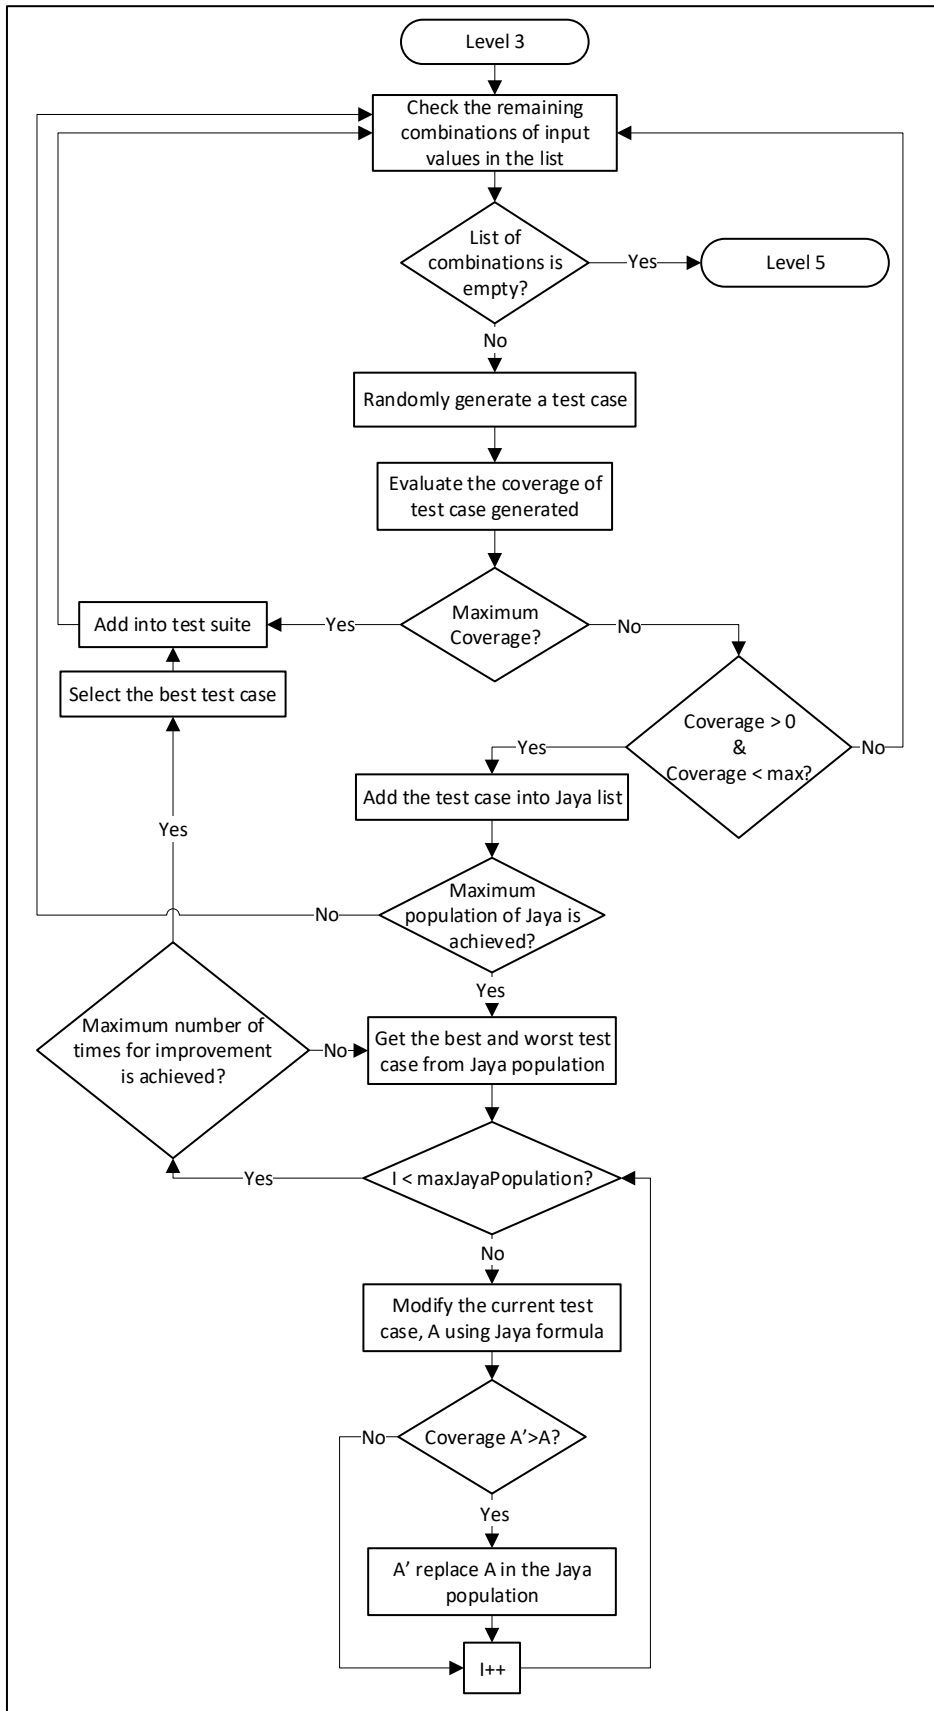 Level 3
Check the remaining
combinations of input
values in the list
List of
combinations is
empty?
Yes
Level 5
No
Randomly generate a test case
Evaluate the coverage of
test case generated
Maximum
Coverage?
Yes
Add into test suite
No
Select the best test case
Coverage > 0
&
Coverage < max?
Yes
No
Add the test case into Jaya list
Yes
Maximum
population of Jaya is
achieved?
No
Yes
Maximum number of
times for improvement
is achieved?
No
Get the best and worst test
case from Jaya population
I < maxJayaPopulation?
Yes
No
Modify the current test
case, A using Jaya formula
Coverage A’>A?
No
Yes
A’ replace A in the Jaya
population
I++